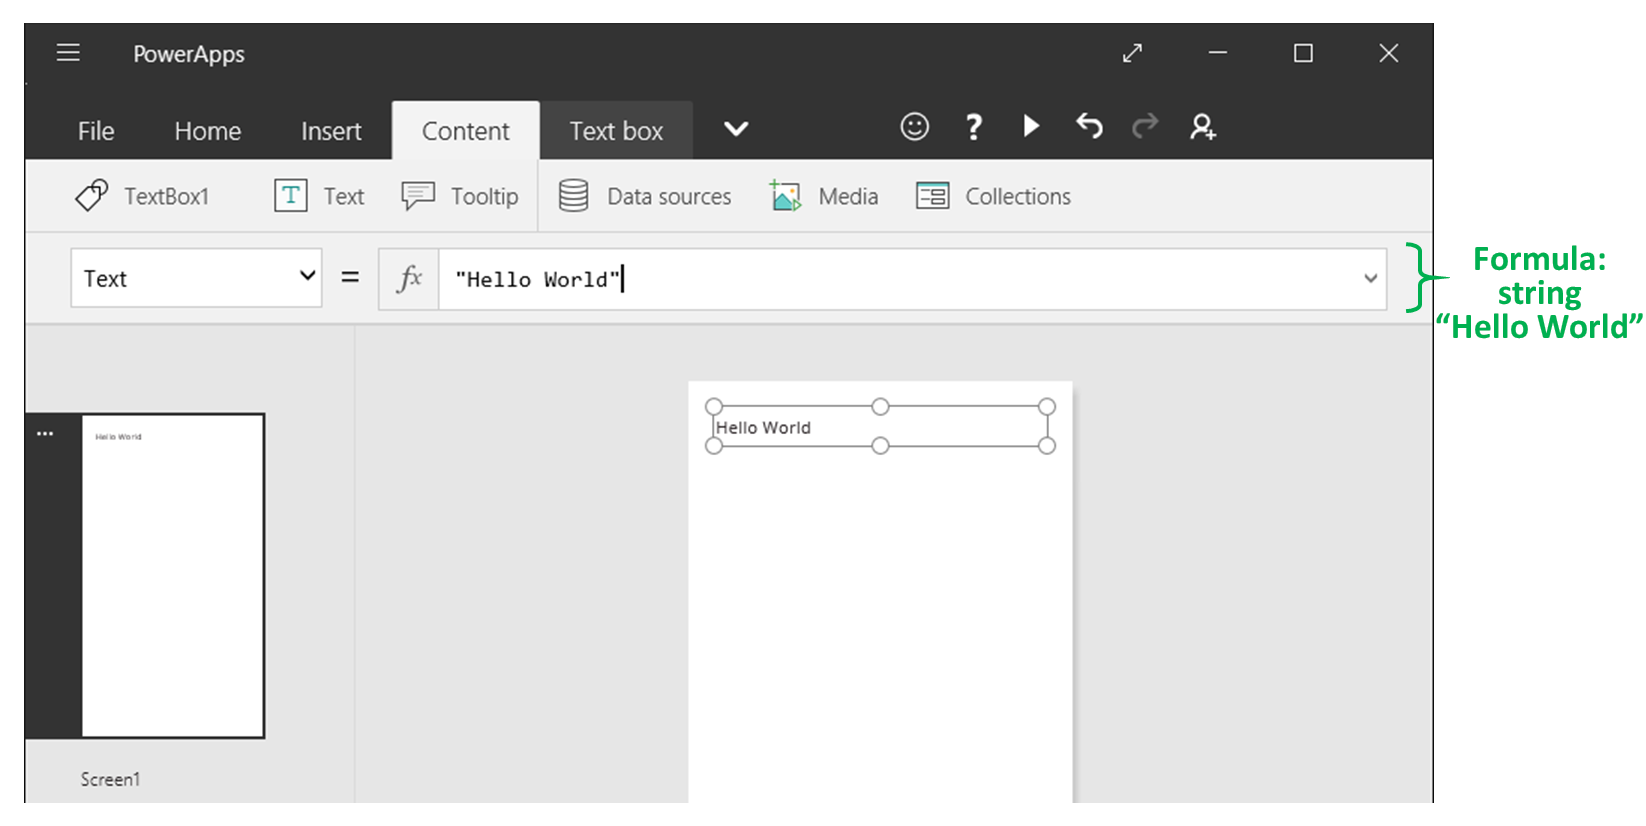 PowerApps
File Home Insert Content Text box
TextBox1 Text Tooltip Data sources Media Collections
Text = fx "Hello World"
Formula:
string
“Hello World”
Hello World
Hello World
Screen1